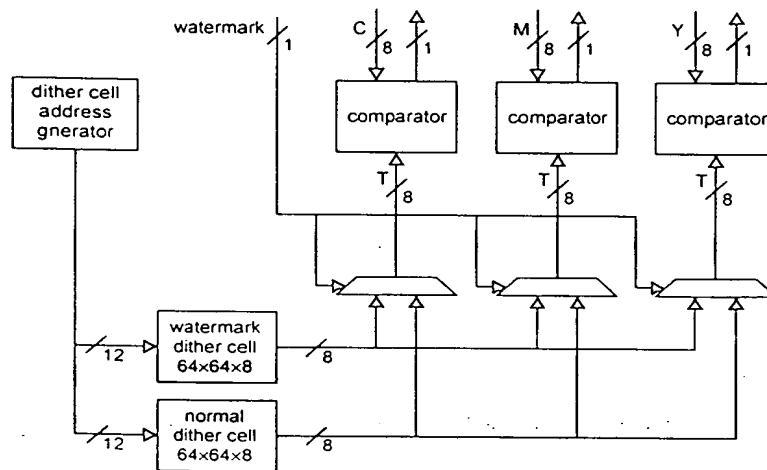 watermark
1
C
8
1
M
8
1
Y
8
1
dither cell
address
gnerator
comparator
comparator
comparator
T
8
T
8
T
8
12
watermark
dither cell
64×64×8
8
12
normal
dither cell
64×64×8
8